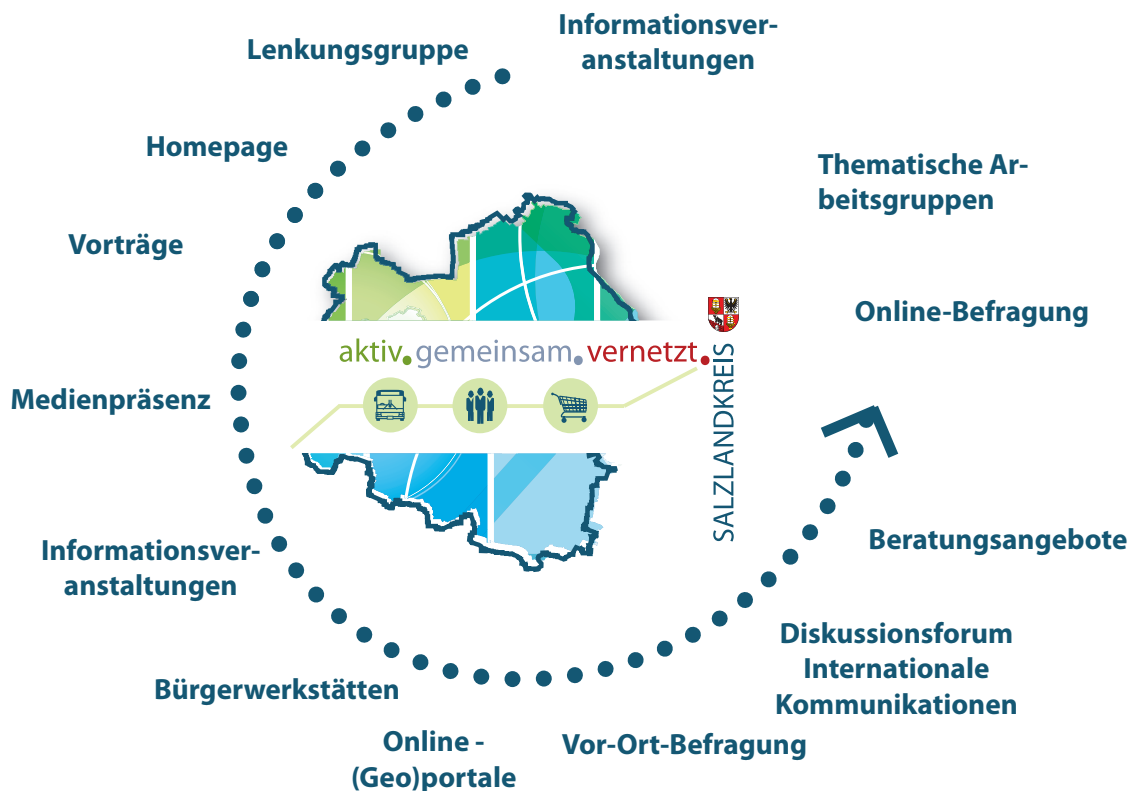 Informationsver-
anstaltungen
Lenkungsgruppe
Homepage
Thematische Ar-
beitsgruppen
Vorträge
Online-Befragung
aktiv.gemeinsam.vernetzt.
SALZLANDKREIS
Medienpräsenz
Informationsver-
anstaltungen
Beratungsangebote
Diskussionsforum
Internationale
Kommunikationen
Bürgerwerkstätten
Online -
(Geo)portale
Vor-Ort-Befragung